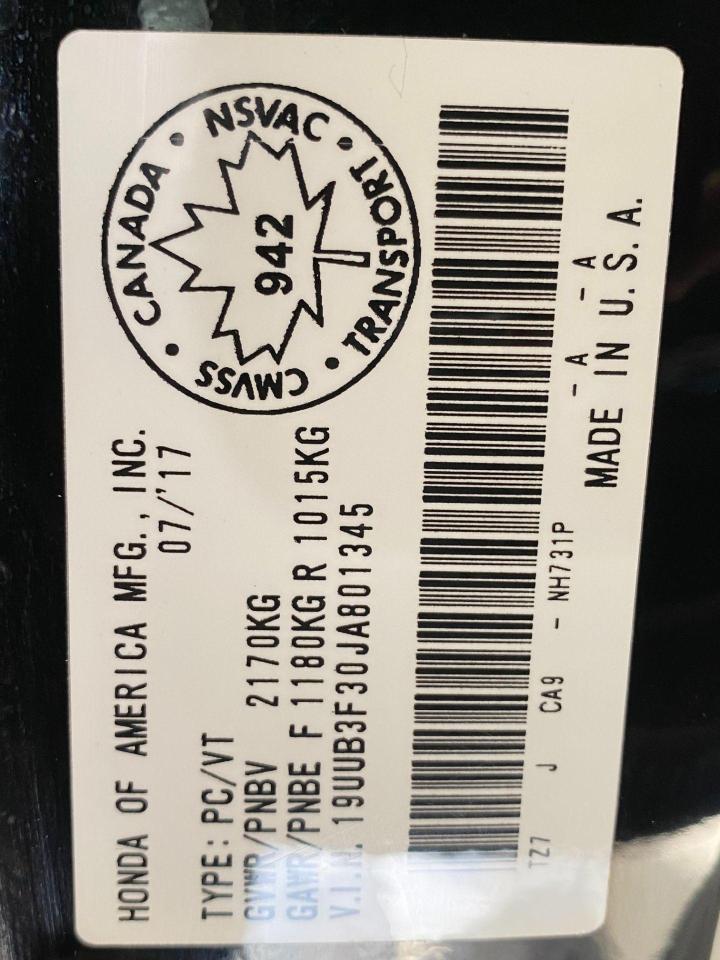 HONDA OF AMERICA MFG., INC.
07/'17
TYPE: PC/VT
GVWR/PNBV 2170KG
GAWR/PNBE F 1180KG R 1015KG
V.I.N. 19UUB3F30JA801345
CANADA • NSVAC • TRANSPORT • CMVSS •
942
TZ7 J CA9 - NH731P - A - A
MADE IN U.S.A.